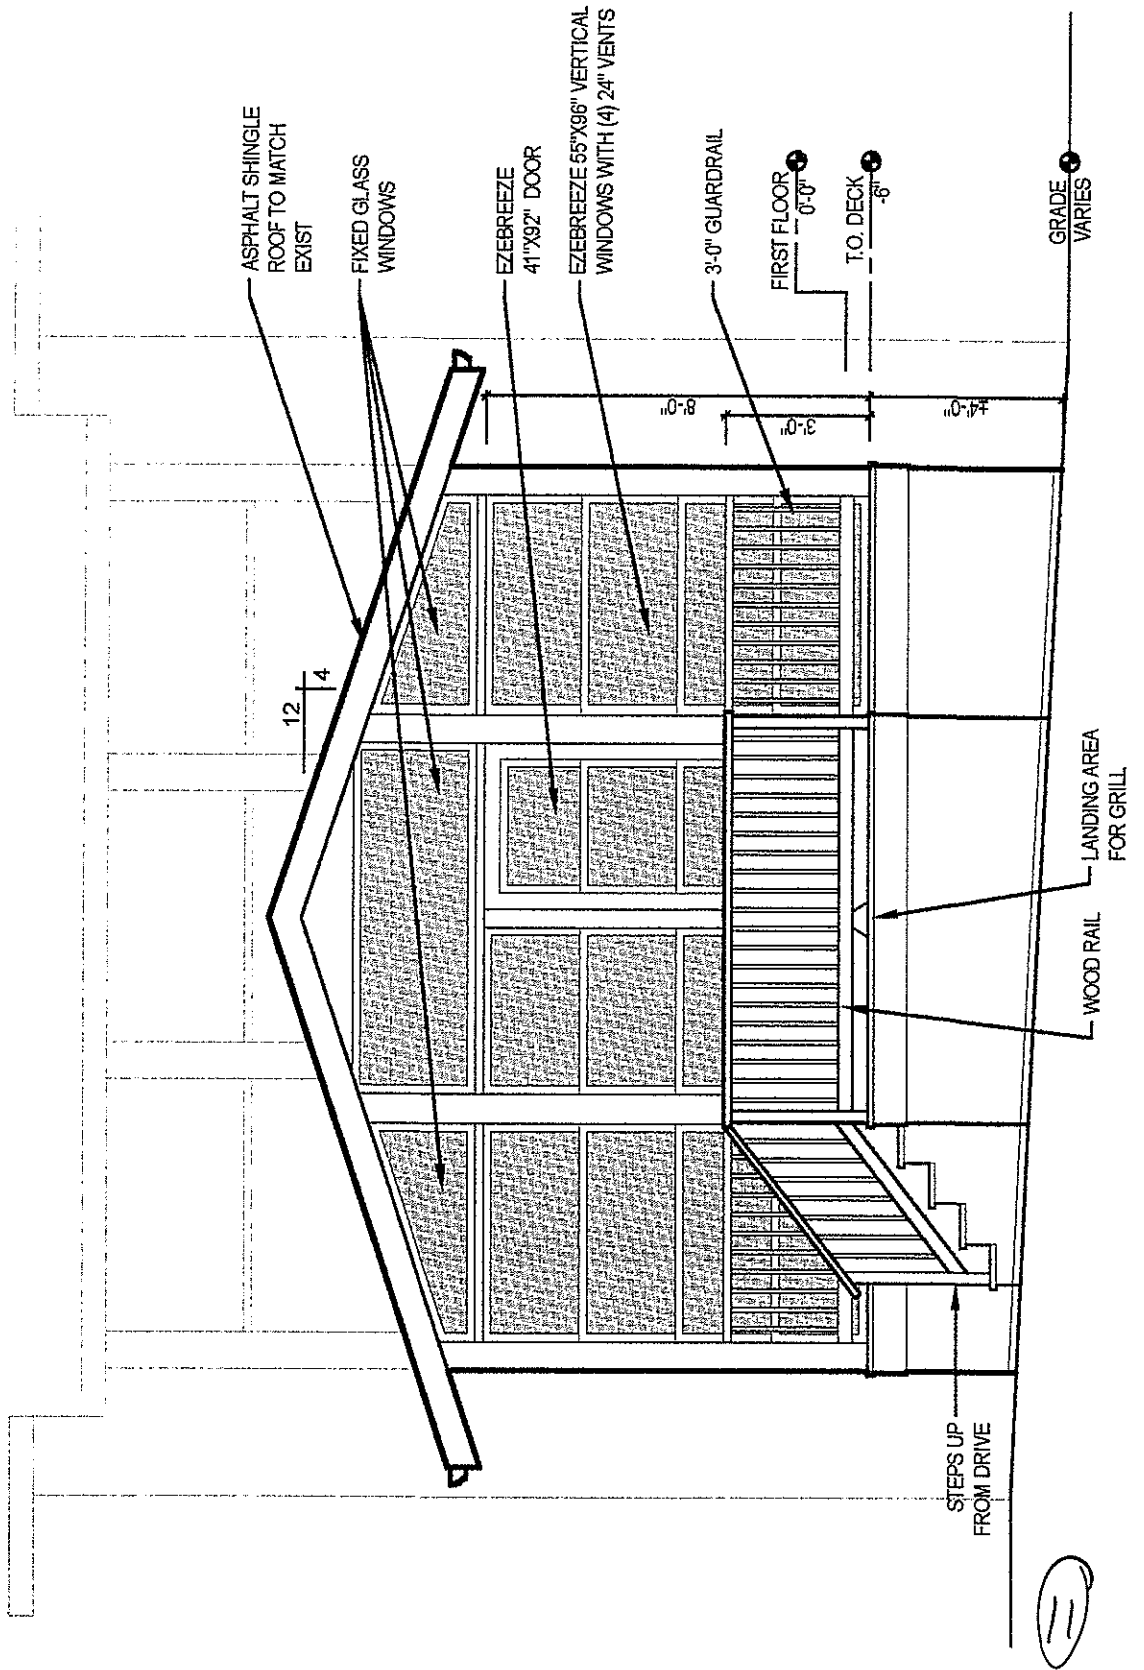 ASPHALT SHINGLE
ROOF TO MATCH
EXIST
FIXED GLASS
WINDOWS
EZEBREEZE
41"X92" DOOR
EZEBREEZE 55"X96" VERTICAL
WINDOWS WITH (4) 24" VENTS
3'-0" GUARDRAIL
FIRST FLOOR
0'-0"
T.O. DECK
-6"
GRADE
VARIES
12
4
8'-0"
3'-0"
±4'-0"
LANDING AREA
FOR GRILL
WOOD RAIL
STEPS UP
FROM DRIVE
11